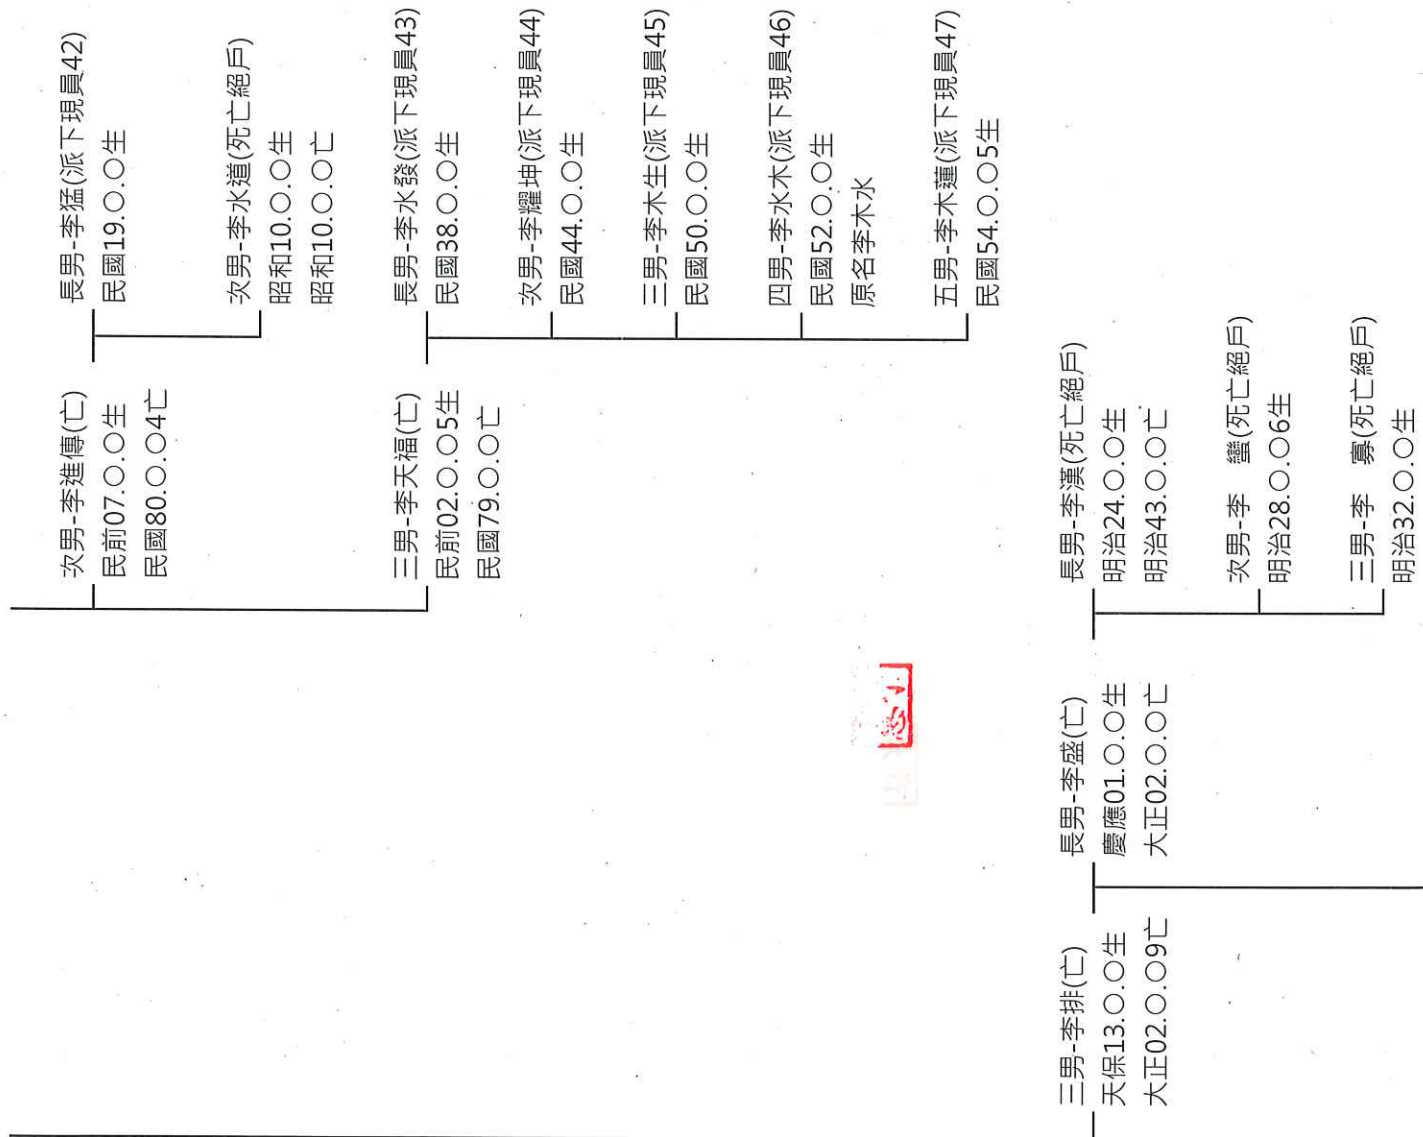 次男-李進傳(亡)
民前07.○.○生
民國80.○.○4亡
長男-李猛(派下現員42)
民國19.○.○生
次男-李水道(死亡絕戶)
昭和10.○.○生
昭和10.○.○亡
三男-李天福(亡)
民前02.○.○5生
民國79.○.○亡
長男-李水發(派下現員43)
民國38.○.○生
次男-李耀坤(派下現員44)
民國44.○.○生
三男-李木生(派下現員45)
民國50.○.○生
四男-李水木(派下現員46)
民國52.○.○生
原名李木水
五男-李木蓮(派下現員47)
民國54.○.○5生
三男-李排(亡)
天保13.○.○生
大正02.○.○9亡
長男-李盛(亡)
慶應01.○.○生
大正02.○.○亡
長男-李漢(死亡絕戶)
明治24.○.○生
明治43.○.○亡
次男-李 蠻(死亡絕戶)
明治28.○.○6生
三男-李 寡(死亡絕戶)
明治32.○.○生